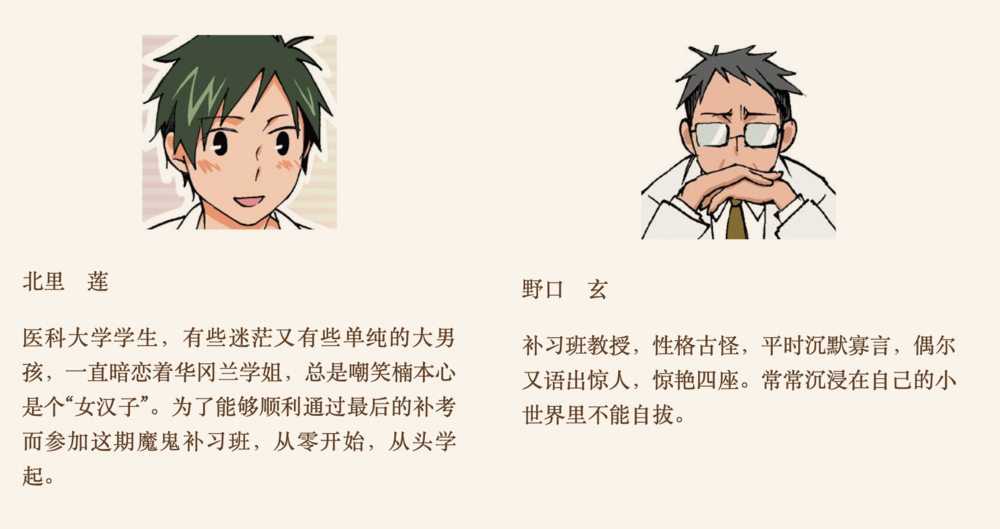 北里　莲
医科大学学生，有些迷茫又有些单纯的大男
孩，一直暗恋着华冈兰学姐，总是嘲笑楠本心
是个“女汉子”。为了能够顺利通过最后的补考
而参加这期魔鬼补习班，从零开始，从头学
起。
野口　玄
补习班教授，性格古怪，平时沉默寡言，偶尔
又语出惊人，惊艳四座。常常沉浸在自己的小
世界里不能自拔。